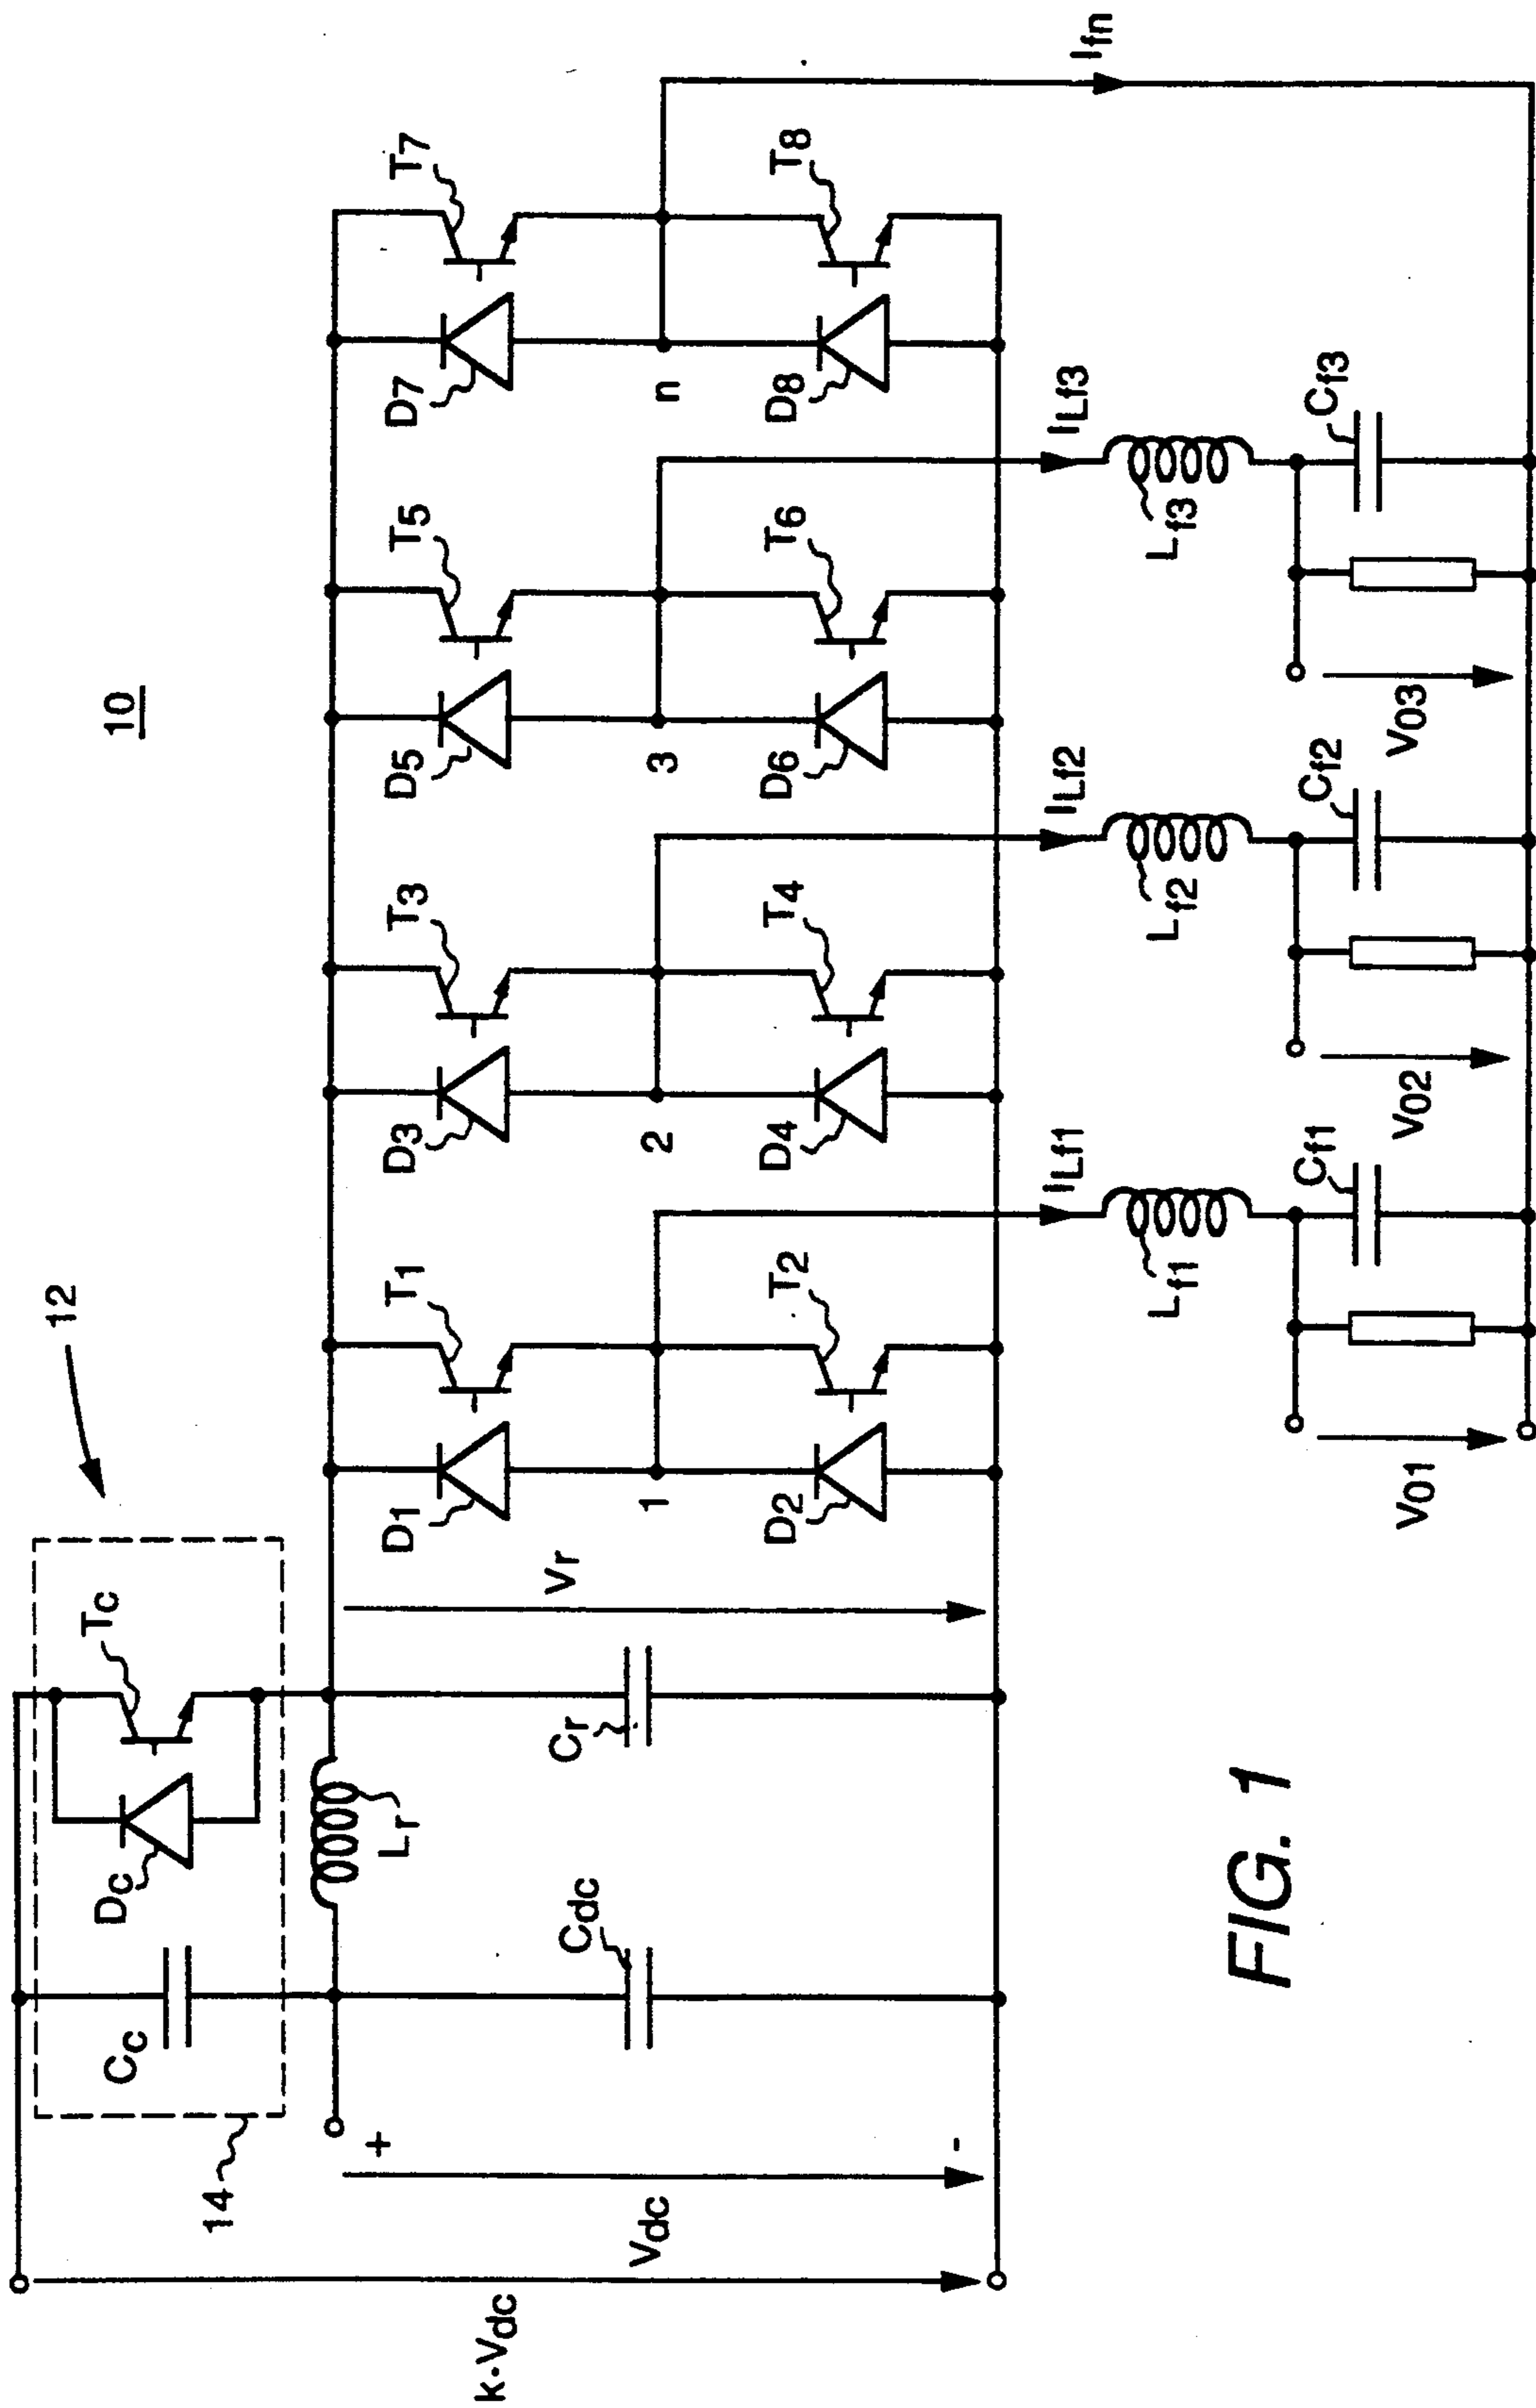 10
12
14
k·Vdc
Vdc
+
-
Cc
Dc
Tc
Lr
Cdc
Cr
Vr
D1
T1
D3
T3
D5
T5
D7
T7
1
2
3
n
D2
T2
D4
T4
D6
T6
D8
T8
ILf1
ILf2
ILf3
Ifn
Lf1
Lf2
Lf3
Cf1
Cf2
Cf3
V01
V02
V03
FIG. 1